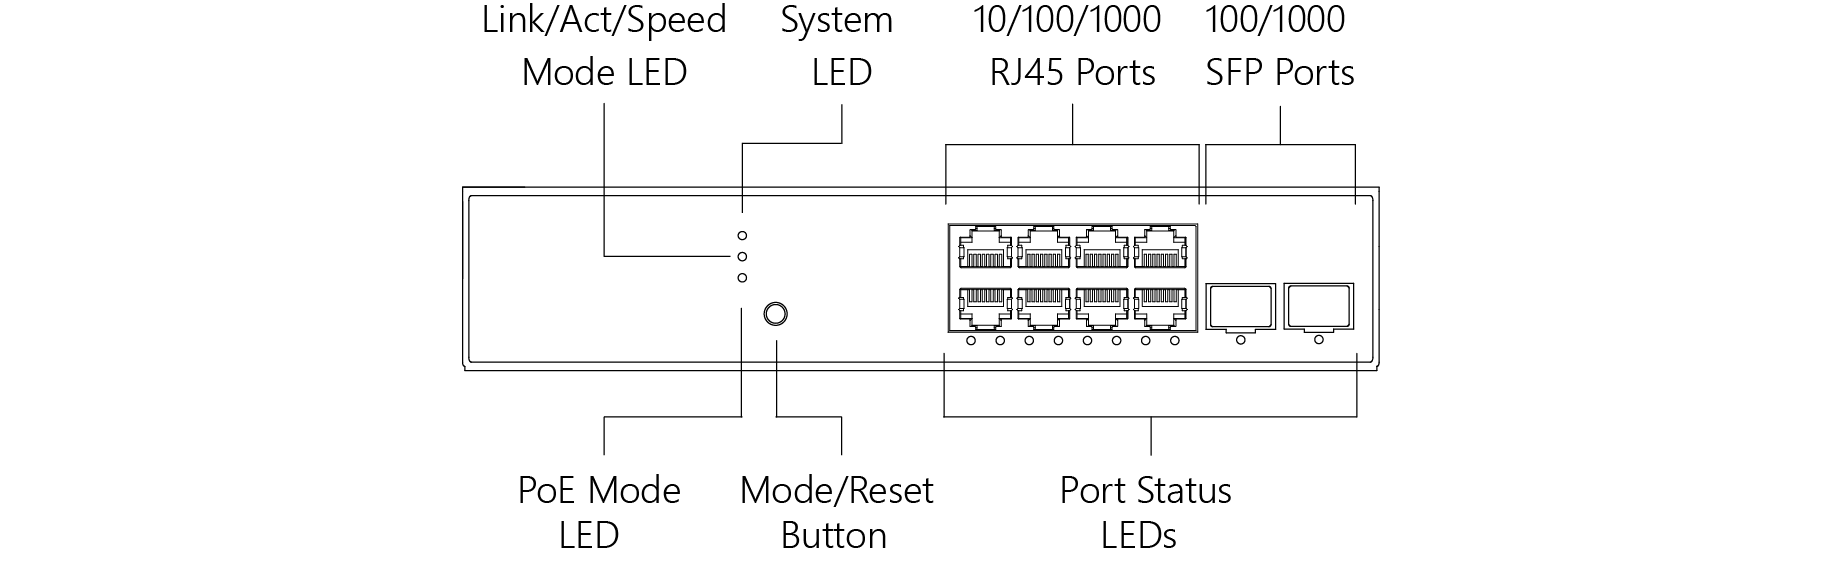 Link/Act/Speed
Mode LED
System
LED
10/100/1000
RJ45 Ports
100/1000
SFP Ports
PoE Mode
LED
Mode/Reset
Button
Port Status
LEDs